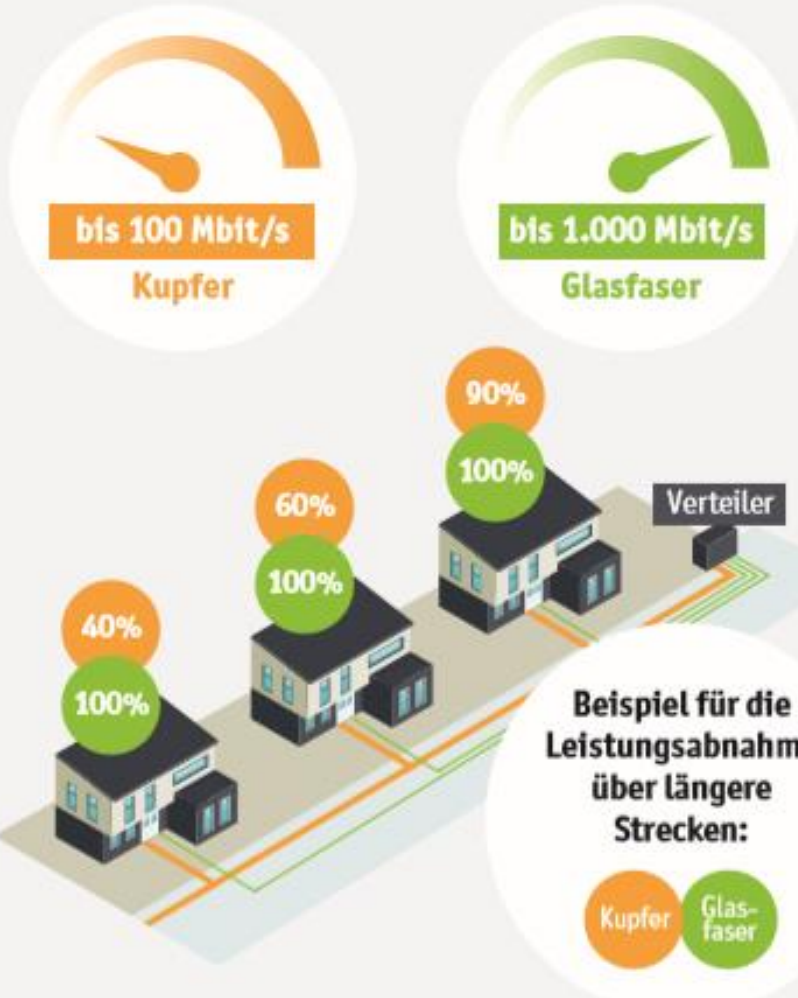 bis 100 Mbit/s
Kupfer
bis 1.000 Mbit/s
Glasfaser
90%
100%
Verteiler
60%
100%
40%
100%
Beispiel für die
Leistungsabnahm
über längere
Strecken:
Kupfer
Glas-
faser